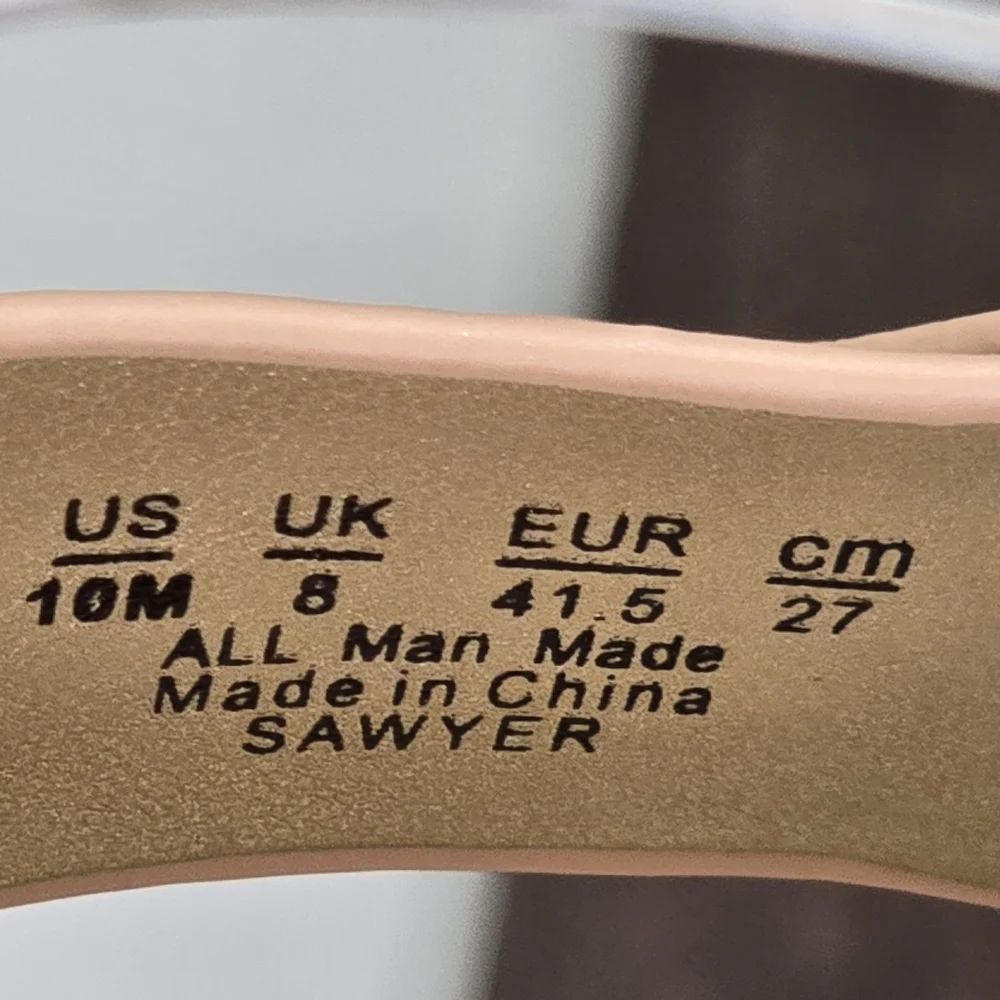 US UK EUR cm
10M 8 41.5 27
ALL Man Made
Made in China
SAWYER